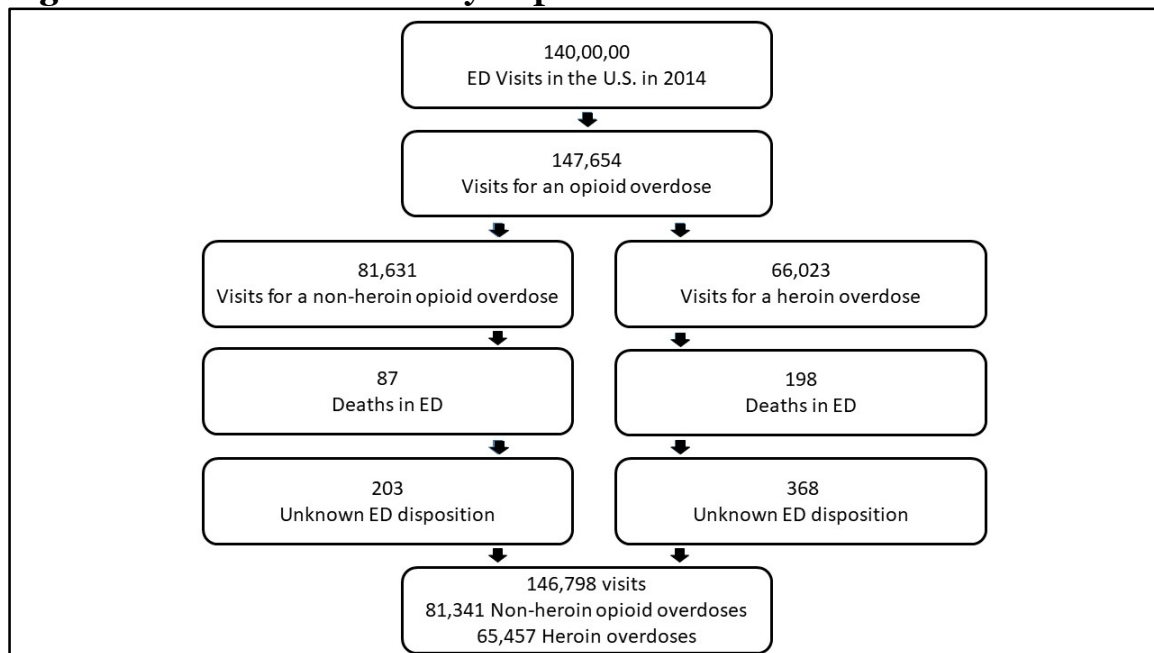 140,00,00
ED Visits in the U.S. in 2014
147,654
Visits for an opioid overdose
81,631
Visits for a non-heroin opioid overdose
66,023
Visits for a heroin overdose
87
Deaths in ED
198
Deaths in ED
203
Unknown ED disposition
368
Unknown ED disposition
146,798 visits
81,341 Non-heroin opioid overdoses
65,457 Heroin overdoses